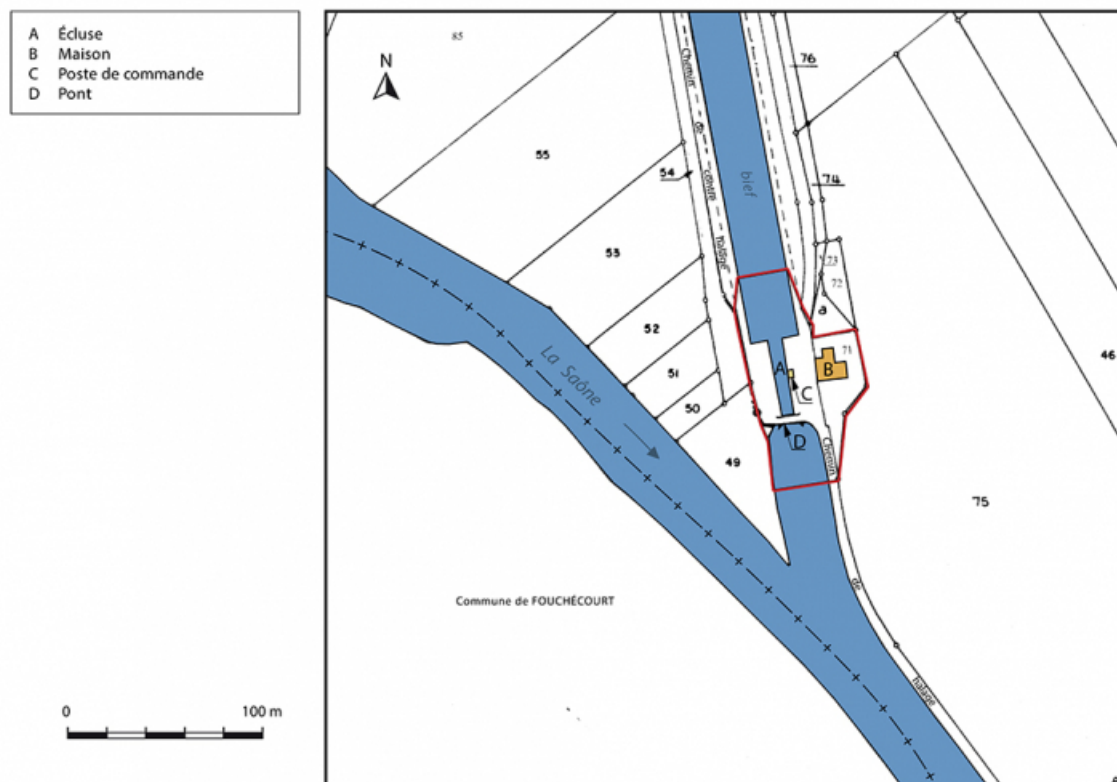 A Écluse
B Maison
C Poste de commande
D Pont
0 100 m
N
85
76
55
Chemin
de
contre
halage
54
bief
74
53
73
72
a
52
La Saône
51
A
71
B
46
50
C
D
49
Chemin
75
Commune de FOUCHÉCOURT
de
halage